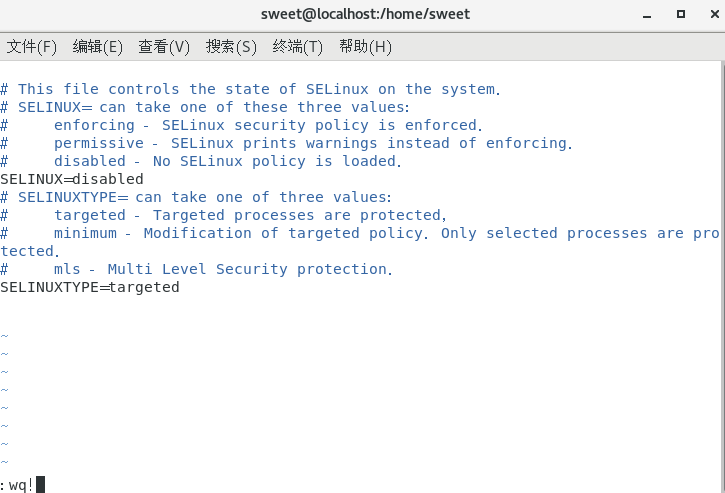 sweet@localhost:/home/sweet
文件(F) 编辑(E) 查看(V) 搜索(S) 终端(T) 帮助(H)
# This file controls the state of SELinux on the system.
# SELINUX= can take one of these three values:
#     enforcing - SELinux security policy is enforced.
#     permissive - SELinux prints warnings instead of enforcing.
#     disabled - No SELinux policy is loaded.
SELINUX=disabled
# SELINUXTYPE= can take one of three values:
#     targeted - Targeted processes are protected,
#     minimum - Modification of targeted policy. Only selected processes are pro
tected.
#     mls - Multi Level Security protection.
SELINUXTYPE=targeted
~
~
~
~
~
~
~
~
:wq!